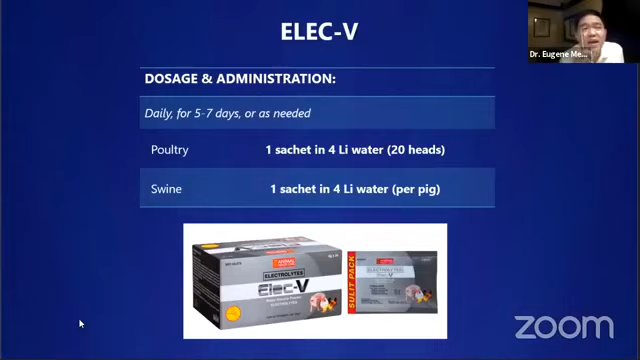 ELEC-V
Dr. Eugene Me...
DOSAGE & ADMINISTRATION:
Daily, for 5-7 days, or as needed
Poultry 1 sachet in 4 Li water (20 heads)
Swine 1 sachet in 4 Li water (per pig)
ELECTROLYTES
Elec-V
SULIT PACK
ELECTROLYTES
Elec-V
zoom